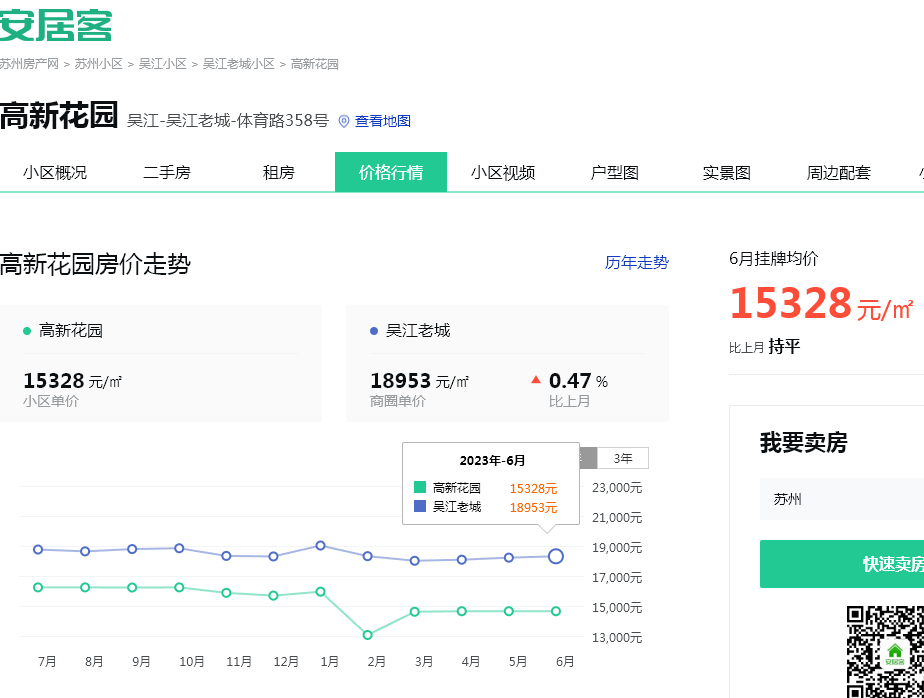 安居客
苏州房产网 > 苏州小区 > 吴江小区 > 吴江老城小区 > 高新花园
高新花园 吴江-吴江老城-体育路358号 查看地图
小区概况 二手房 租房 价格行情 小区视频 户型图 实景图 周边配套
高新花园房价走势 历年走势
高新花园
15328 元/㎡
小区单价
吴江老城
18953 元/㎡ 0.47 %
商圈单价 比上月
3年
2023年-6月
高新花园 15328元
吴江老城 18953元
23,000元
21,000元
19,000元
17,000元
15,000元
13,000元
7月 8月 9月 10月 11月 12月 1月 2月 3月 4月 5月 6月
6月挂牌均价
15328 元/㎡
比上月 持平
我要卖房
苏州
快速卖房
安居客